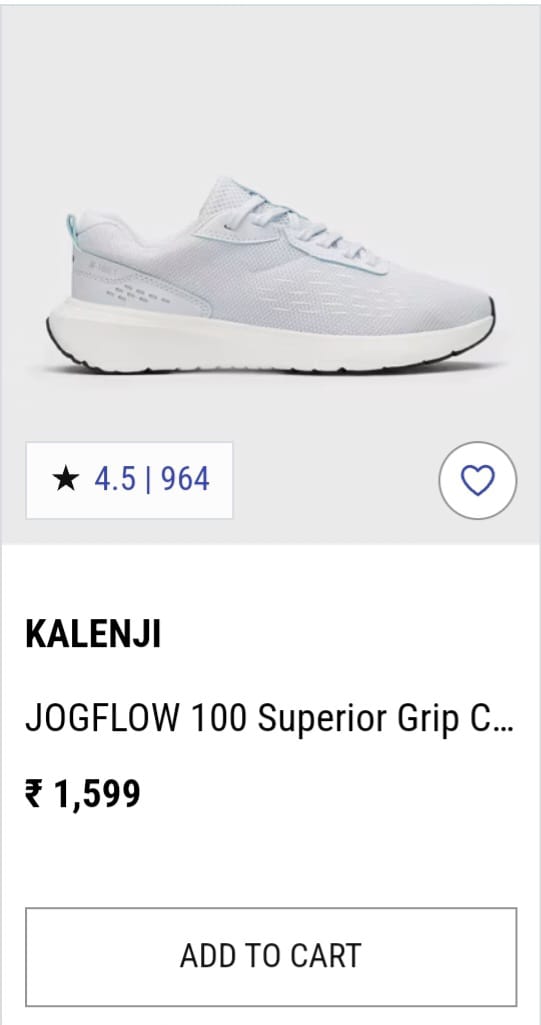 ★ 4.5 | 964
KALENJI
JOGFLOW 100 Superior Grip C...
₹ 1,599
ADD TO CART